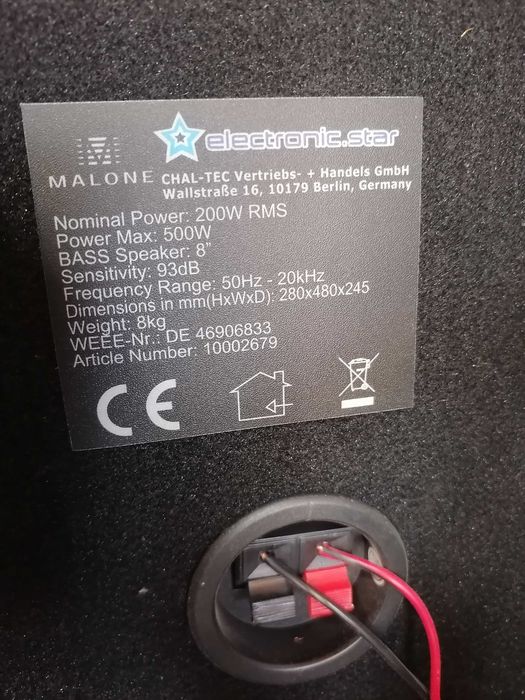 electronic.star
MALONE
CHAL-TEC Vertriebs- + Handels GmbH
Wallstraße 16, 10179 Berlin, Germany
Nominal Power: 200W RMS
Power Max: 500W
BASS Speaker: 8”
Sensitivity: 93dB
Frequency Range: 50Hz - 20kHz
Dimensions in mm(HxWxD): 280x480x245
Weight: 8kg
WEEE-Nr.: DE 46906833
Article Number: 10002679
CE